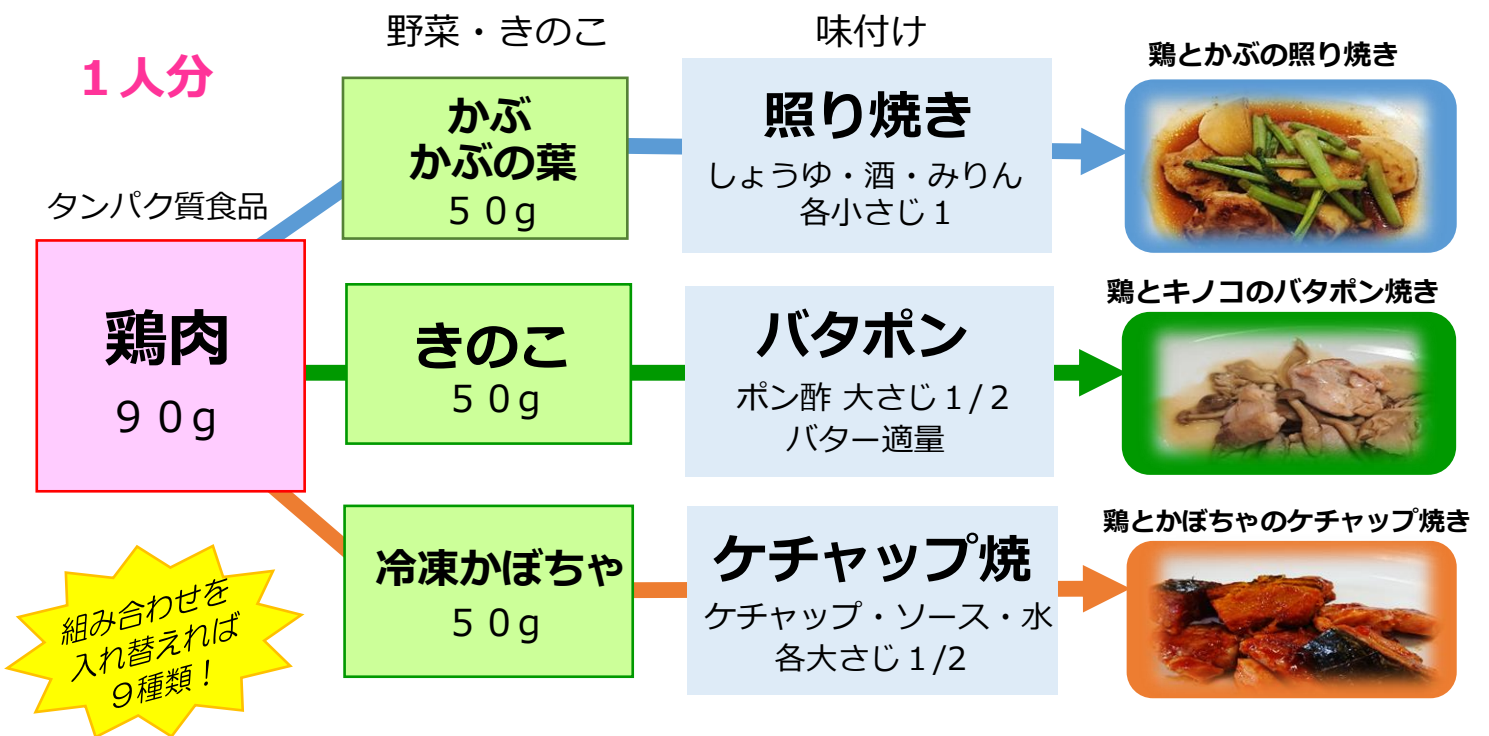 １人分
野菜・きのこ
味付け
タンパク質食品
鶏肉
９０g
かぶ
かぶの葉
５０g
照り焼き
しょうゆ・酒・みりん
各小さじ１
鶏とかぶの照り焼き
きのこ
５０g
バタポン
ポン酢 大さじ１/２
バター適量
鶏とキノコのバタポン焼き
冷凍かぼちゃ
５０g
ケチャップ焼
ケチャップ・ソース・水
各大さじ１/2
鶏とかぼちゃのケチャップ焼き
組み合わせを
入れ替えれば
９種類！